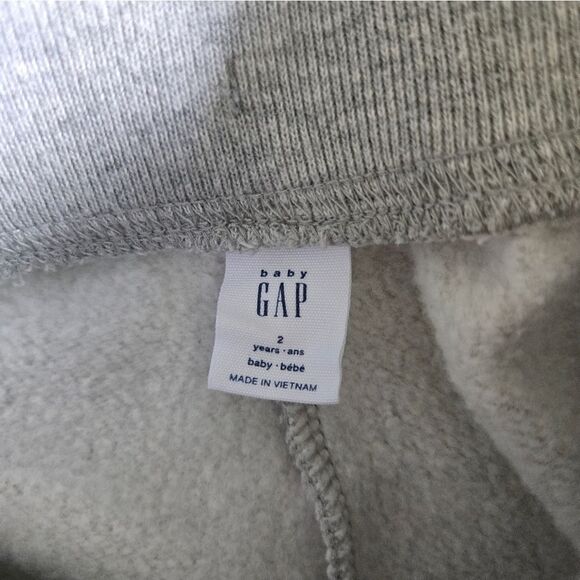 baby
GAP
2
years·ans
baby·bébé
MADE IN VIETNAM